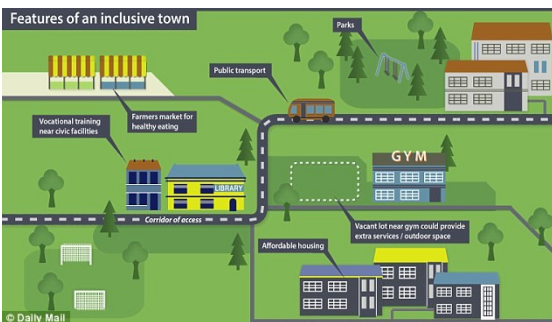 Features of an inclusive town
Parks
Public transport
Farmers market for
healthy eating
Vocational training
near civic facilities
GYM
LIBRARY
Corridor of access
Vacant lot near gym could provide
extra services / outdoor space
Affordable housing
© Daily Mail